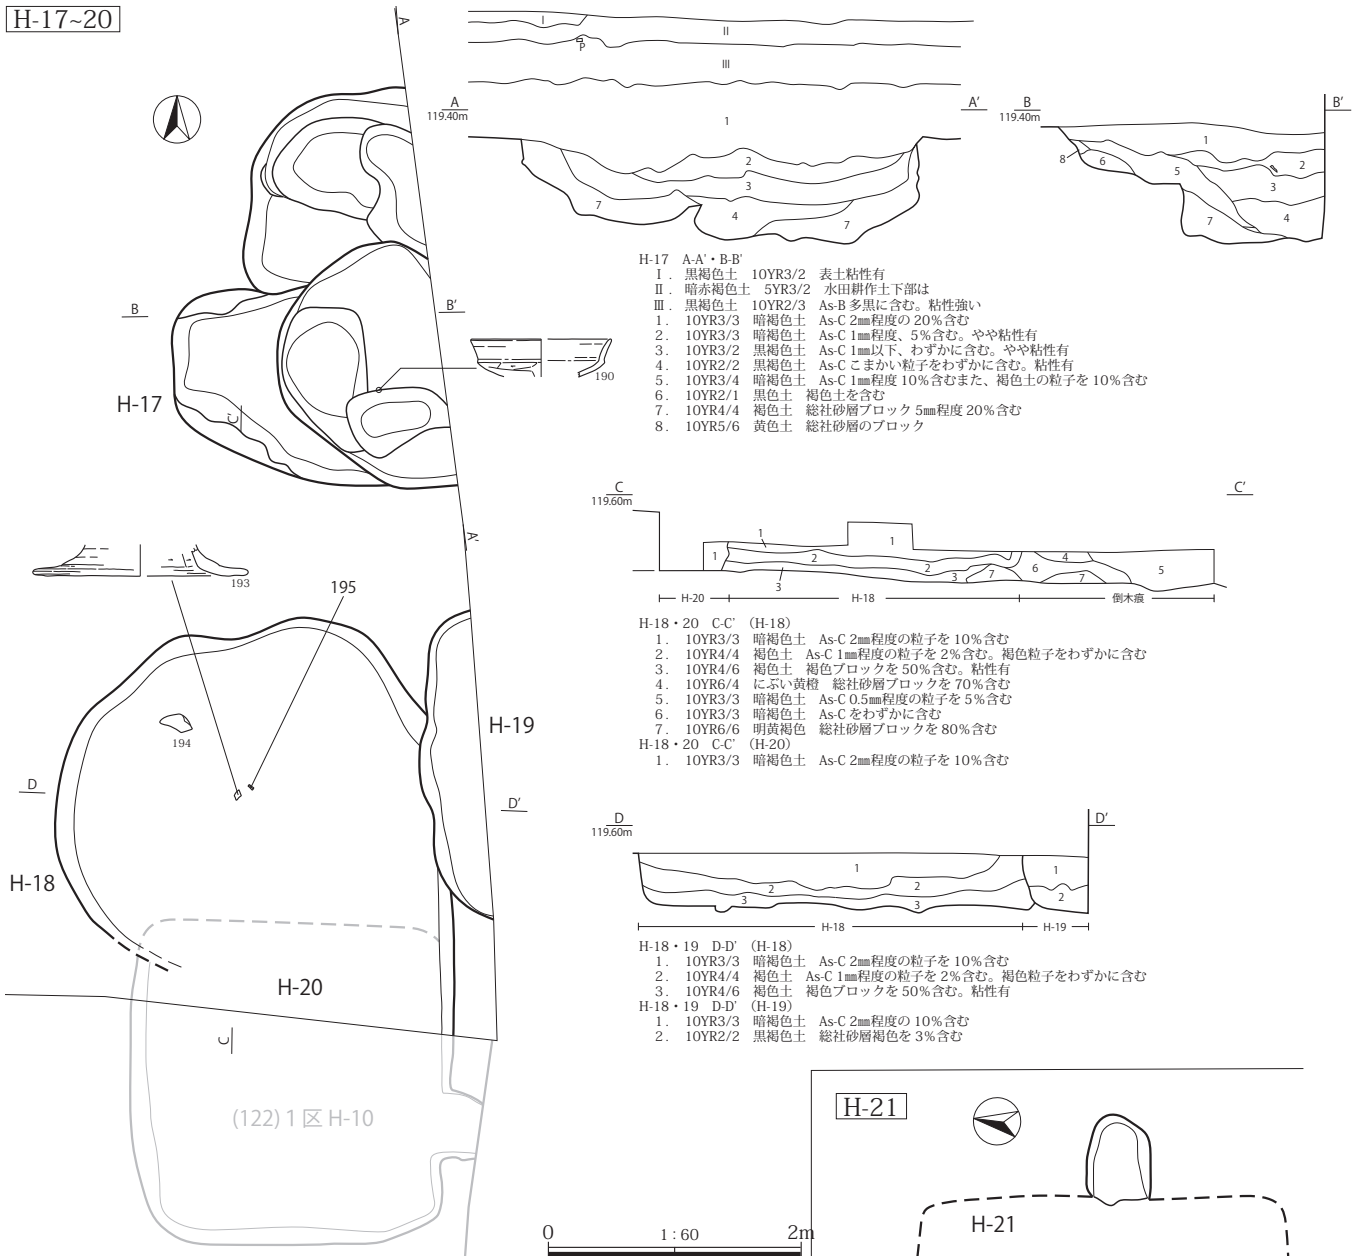 H-17~20
A
I
II
P
III
A
119.40m
A'
B
119.40m
B'
1
2
3
7
4
7
1
8
6
5
2
3
7
4
H-17 A-A'・B-B'
Ⅰ. 黒褐色土 10YR3/2 表土粘性有
Ⅱ. 暗赤褐色土 5YR3/2 水田耕作土下部は
Ⅲ. 黒褐色土 10YR2/3 As-B 多黒に含む。粘性強い
1. 10YR3/3 暗褐色土 As-C 2㎜程度の 20%含む
2. 10YR3/3 暗褐色土 As-C 1㎜程度、5%含む。やや粘性有
3. 10YR3/2 黒褐色土 As-C 1㎜以下、わずかに含む。やや粘性有
4. 10YR2/2 黒褐色土 As-C こまかい粒子をわずかに含む。粘性有
5. 10YR3/4 暗褐色土 As-C 1㎜程度 10%含むまた、褐色土の粒子を 10%含む
6. 10YR2/1 黒色土 褐色土を含む
7. 10YR4/4 褐色土 総社砂層ブロック 5㎜程度 20%含む
8. 10YR5/6 黄色土 総社砂層のブロック
B
B'
190
H-17
C'
A'
193
195
194
H-19
D
D'
H-18
H-20
C
(122) 1 区 H-10
C
119.60m
C'
1
1
1
2
2
3
3
7
6
4
7
5
H-20
H-18
倒木痕
H-18・20 C-C' (H-18)
1. 10YR3/3 暗褐色土 As-C 2㎜程度の粒子を 10%含む
2. 10YR4/4 褐色土 As-C 1㎜程度の粒子を 2%含む。褐色粒子をわずかに含む
3. 10YR4/6 褐色土 褐色ブロックを 50%含む。粘性有
4. 10YR6/4 にぶい黄橙 総社砂層ブロックを 70%含む
5. 10YR3/3 暗褐色土 As-C 0.5㎜程度の粒子を 5%含む
6. 10YR3/3 暗褐色土 As-C をわずかに含む
7. 10YR6/6 明黄褐色 総社砂層ブロックを 80%含む
H-18・20 C-C' (H-20)
1. 10YR3/3 暗褐色土 As-C 2㎜程度の粒子を 10%含む
D
119.60m
D'
1
2
2
3
3
1
2
H-18
H-19
H-18・19 D-D' (H-18)
1. 10YR3/3 暗褐色土 As-C 2㎜程度の粒子を 10%含む
2. 10YR4/4 褐色土 As-C 1㎜程度の粒子を 2%含む。褐色粒子をわずかに含む
3. 10YR4/6 褐色土 褐色ブロックを 50%含む。粘性有
H-18・19 D-D' (H-19)
1. 10YR3/3 暗褐色土 As-C 2㎜程度の 10%含む
2. 10YR2/2 黒褐色土 総社砂層褐色を 3%含む
H-21
H-21
0 1:60 2m